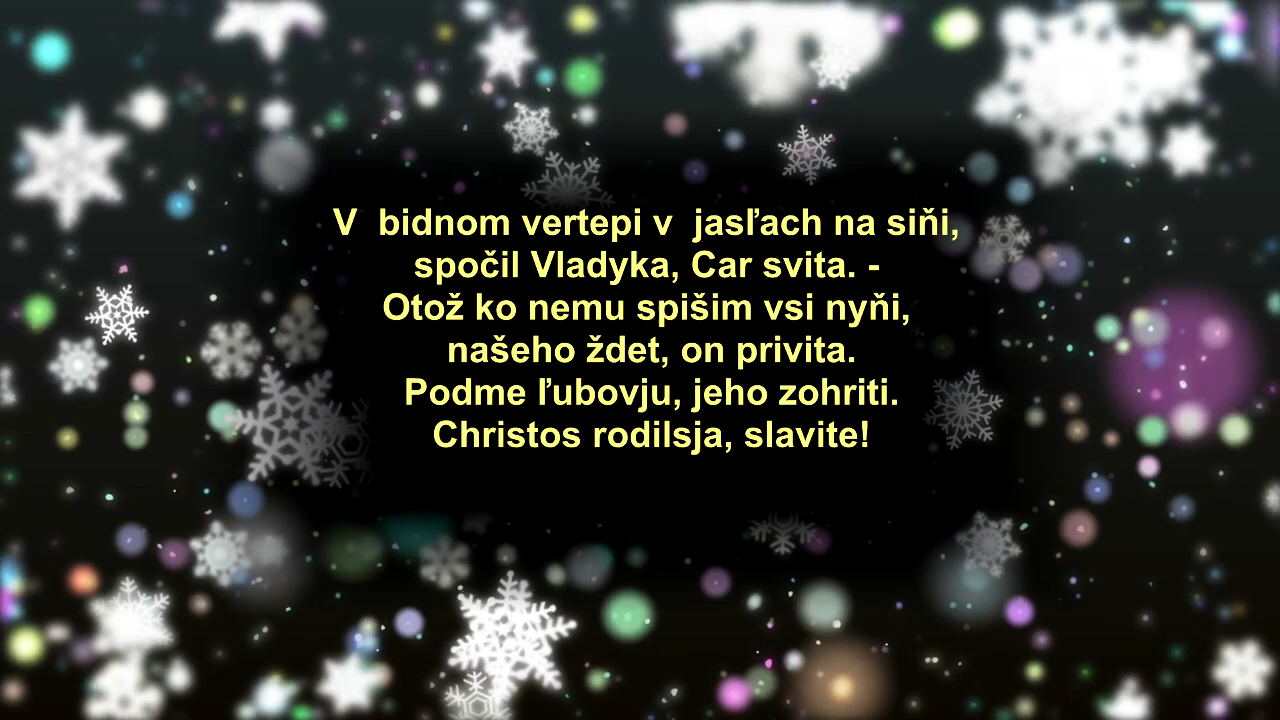 V  bidnom vertepi v  jasľach na siňi,
spočil Vladyka, Car svita. -
Otož ko nemu spišim vsi nyňi,
našeho ždet, on privita.
Podme ľubovju, jeho zohriti.
Christos rodilsja, slavite!